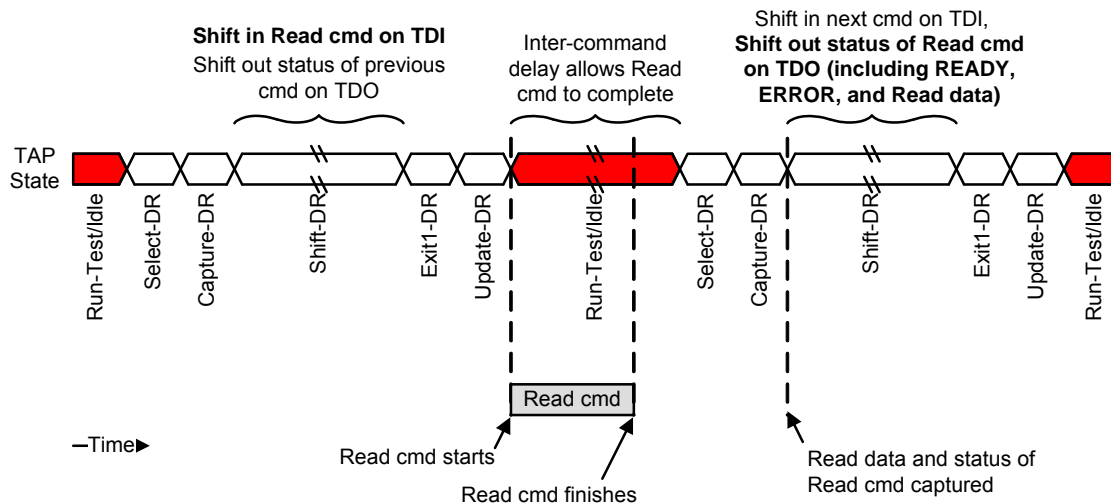 Shift in Read cmd on TDI
Shift out status of previous
cmd on TDO
Inter-command
delay allows Read
cmd to complete
Shift in next cmd on TDI,
Shift out status of Read cmd
on TDO (including READY,
ERROR, and Read data)
TAP
State
Run-Test/Idle
Select-DR
Capture-DR
Shift-DR
Exit1-DR
Update-DR
Run-Test/Idle
Select-DR
Capture-DR
Shift-DR
Exit1-DR
Update-DR
Run-Test/Idle
Read cmd
Time
Read cmd starts
Read cmd finishes
Read data and status of
Read cmd captured